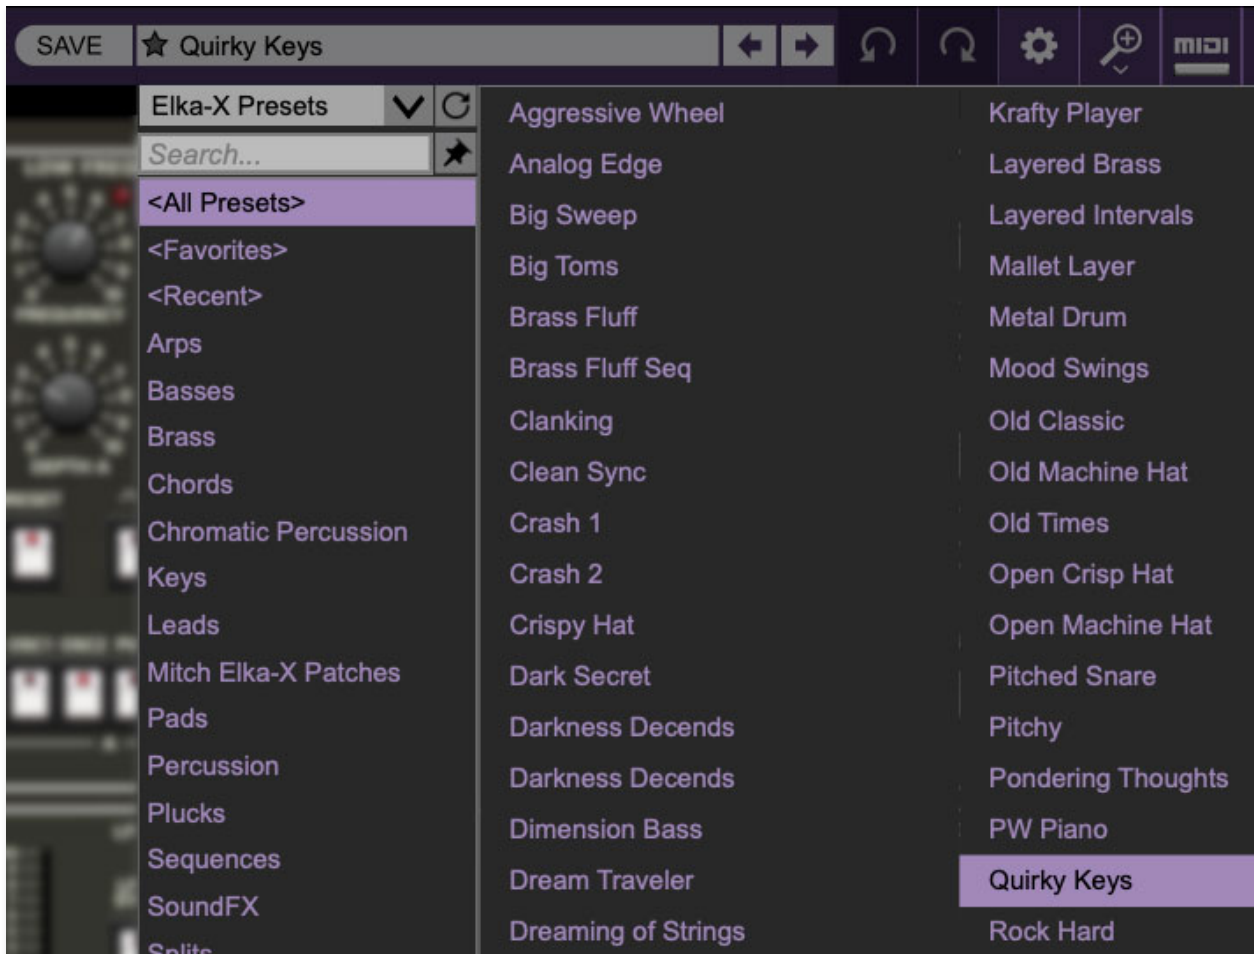 SAVE
Quirky Keys
MIDI
Elka-X Presets
Search...
<All Presets>
<Favorites>
<Recent>
Arps
Basses
Brass
Chords
Chromatic Percussion
Keys
Leads
Mitch Elka-X Patches
Pads
Percussion
Plucks
Sequences
SoundFX
Splits
Aggressive Wheel
Analog Edge
Big Sweep
Big Toms
Brass Fluff
Brass Fluff Seq
Clanking
Clean Sync
Crash 1
Crash 2
Crispy Hat
Dark Secret
Darkness Decends
Darkness Decends
Dimension Bass
Dream Traveler
Dreaming of Strings
Krafty Player
Layered Brass
Layered Intervals
Mallet Layer
Metal Drum
Mood Swings
Old Classic
Old Machine Hat
Old Times
Open Crisp Hat
Open Machine Hat
Pitched Snare
Pitchy
Pondering Thoughts
PW Piano
Quirky Keys
Rock Hard
FREQUENCY
DEPTH A